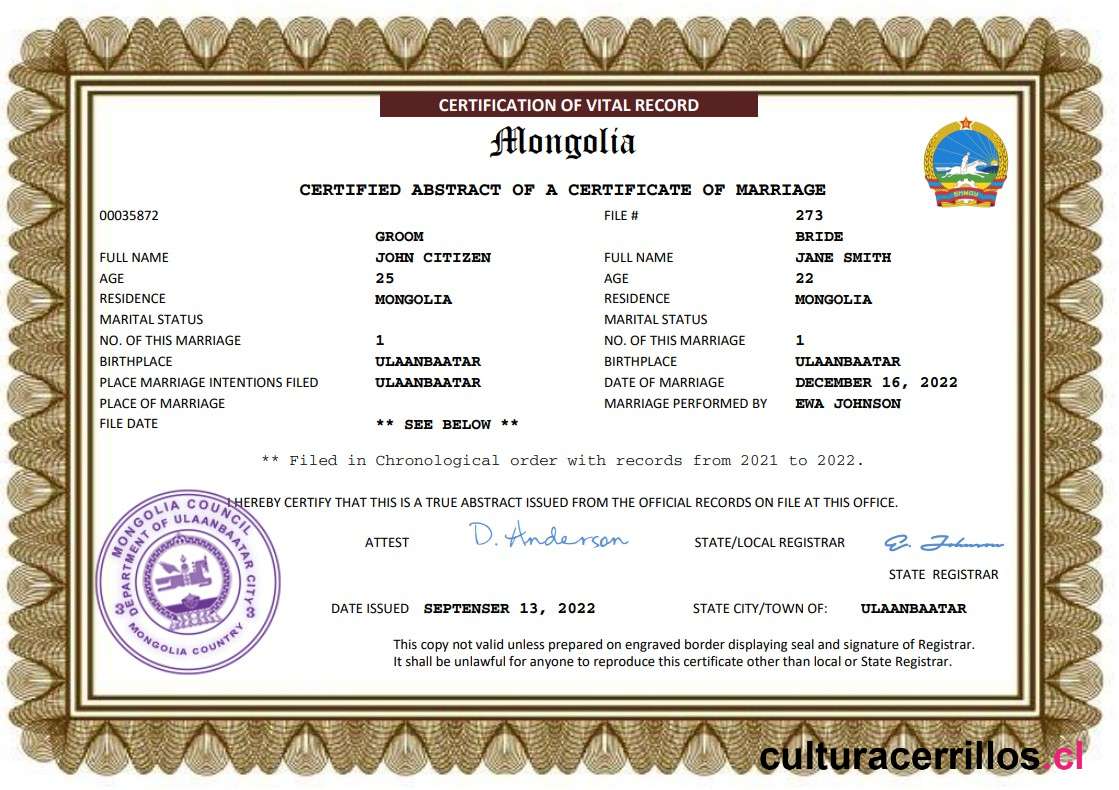 CERTIFICATION OF VITAL RECORD
Mongolia
CERTIFIED ABSTRACT OF A CERTIFICATE OF MARRIAGE
00035872 FILE # 273
GROOM BRIDE
FULL NAME JOHN CITIZEN FULL NAME JANE SMITH
AGE 25 AGE 22
RESIDENCE MONGOLIA RESIDENCE MONGOLIA
MARITAL STATUS MARITAL STATUS
NO. OF THIS MARRIAGE 1 NO. OF THIS MARRIAGE 1
BIRTHPLACE ULAANBAATAR BIRTHPLACE ULAANBAATAR
PLACE MARRIAGE INTENTIONS FILED ULAANBAATAR DATE OF MARRIAGE DECEMBER 16, 2022
PLACE OF MARRIAGE MARRIAGE PERFORMED BY EWA JOHNSON
FILE DATE ** SEE BELOW **
** Filed in Chronological order with records from 2021 to 2022.
I HEREBY CERTIFY THAT THIS IS A TRUE ABSTRACT ISSUED FROM THE OFFICIAL RECORDS ON FILE AT THIS OFFICE.
MONGOLIA COUNCIL
DEPARTMENT OF ULAANBAATAR CITY
3 3
MONGOLIA COUNTRY
ATTEST D. Anderson STATE/LOCAL REGISTRAR E. Johnson
STATE REGISTRAR
DATE ISSUED SEPTENSER 13, 2022 STATE CITY/TOWN OF: ULAANBAATAR
This copy not valid unless prepared on engraved border displaying seal and signature of Registrar.
It shall be unlawful for anyone to reproduce this certificate other than local or State Registrar.
culturacerrillos.cl